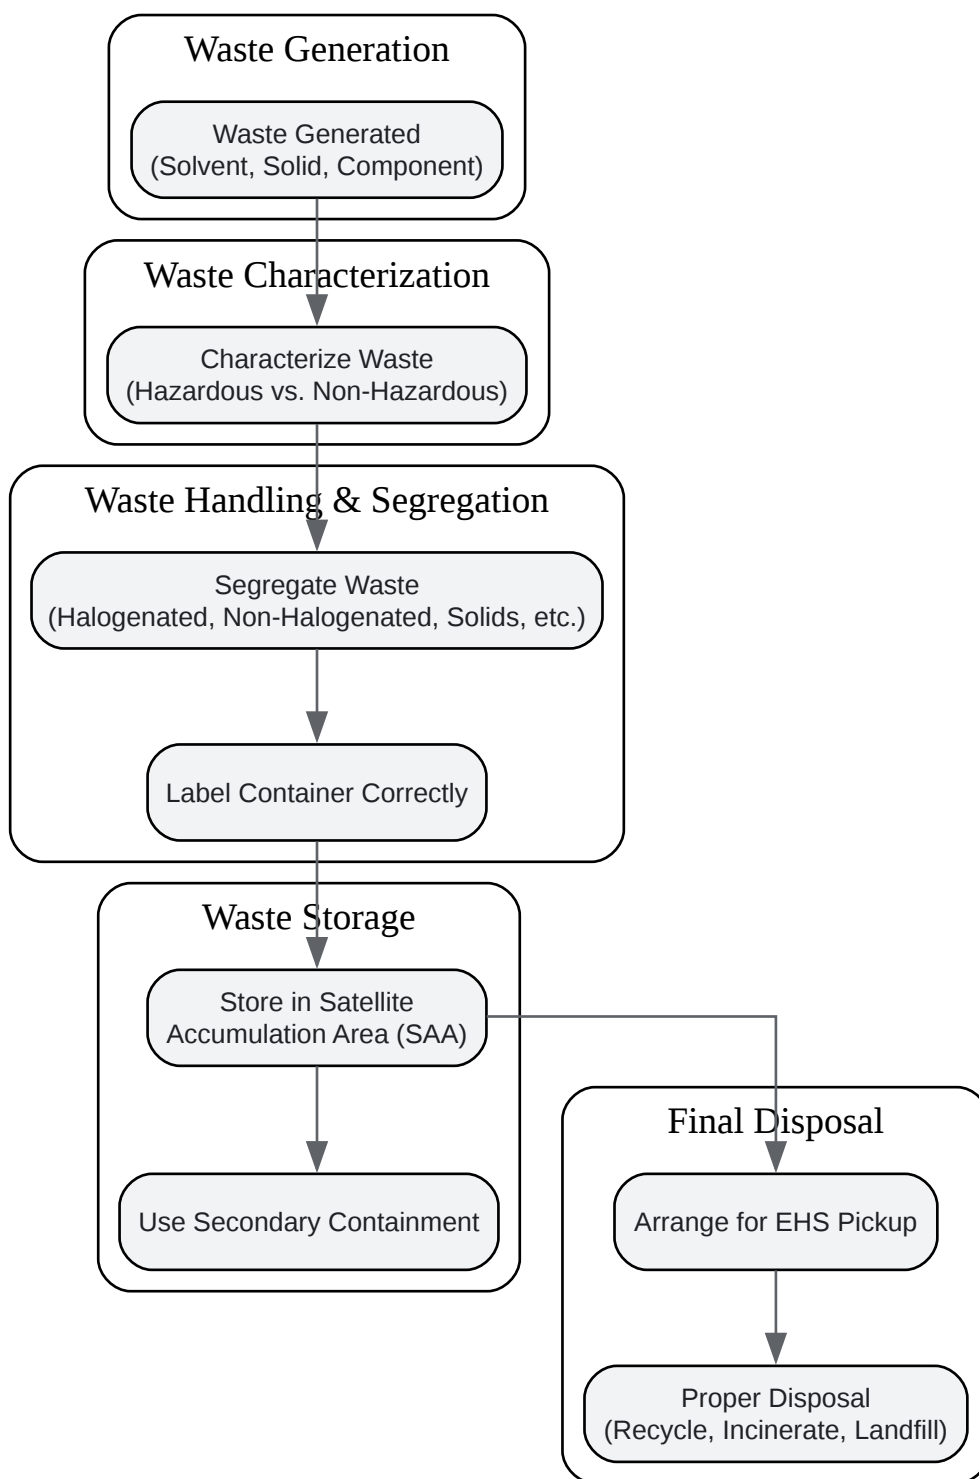 Waste Generation
Waste Generated
(Solvent, Solid, Component)
Waste Characterization
Characterize Waste
(Hazardous vs. Non-Hazardous)
Waste Handling & Segregation
Segregate Waste
(Halogenated, Non-Halogenated, Solids, etc.)
Label Container Correctly
Waste Storage
Store in Satellite
Accumulation Area (SAA)
Use Secondary Containment
Final Disposal
Arrange for EHS Pickup
Proper Disposal
(Recycle, Incinerate, Landfill)